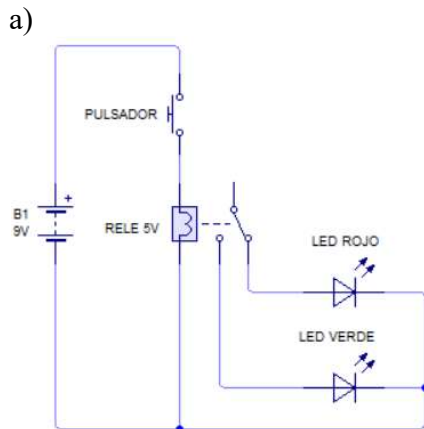 a)
PULSADOR
+
B1
9V
RELE 5V
LED ROJO
LED VERDE